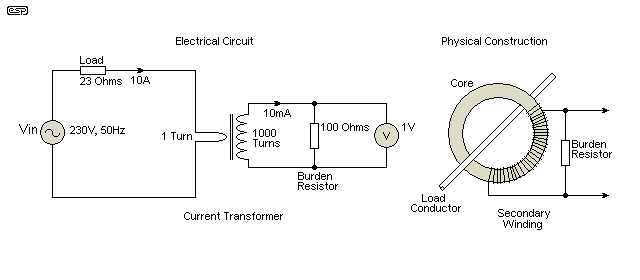 esp
Electrical Circuit
Physical Construction
Load
23 Ohms
10A
Vin
230V, 50Hz
1 Turn
10mA
1000
Turns
100 Ohms
V
1V
Burden
Resistor
Current Transformer
Core
Burden
Resistor
Load
Conductor
Secondary
Winding